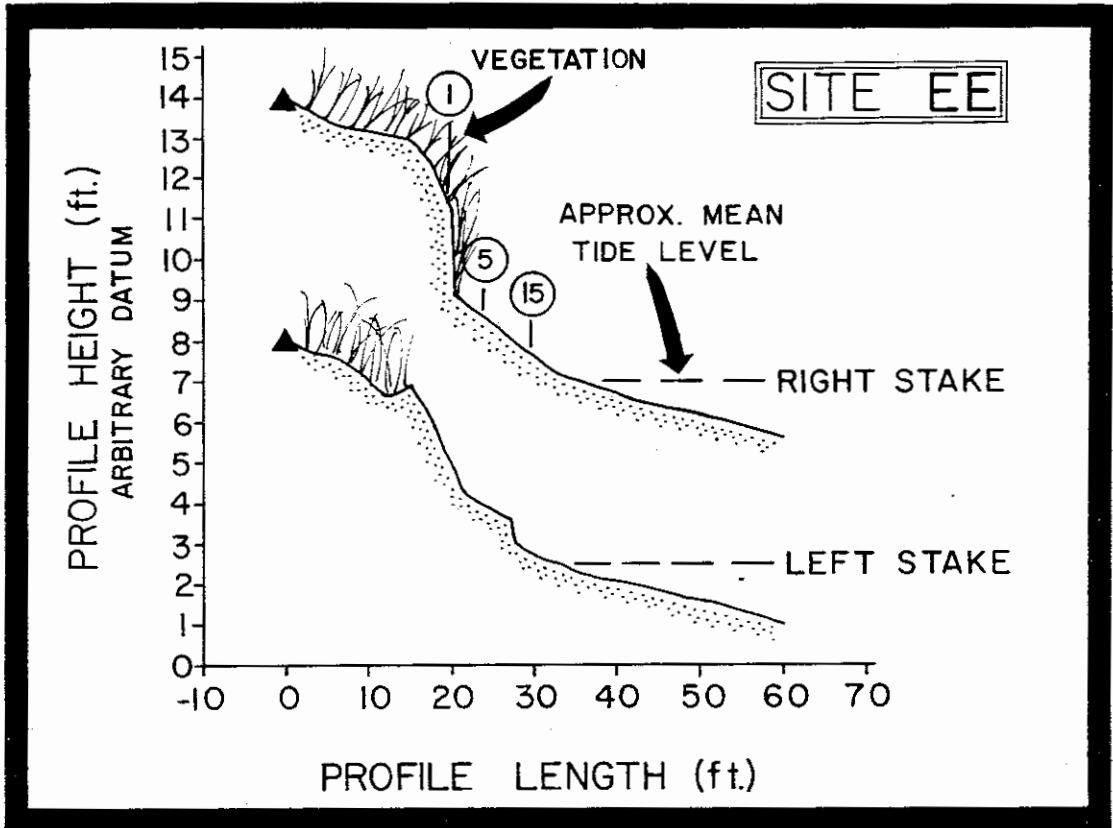 SITE EE
VEGETATION
1
APPROX. MEAN
TIDE LEVEL
5
15
RIGHT STAKE
LEFT STAKE
PROFILE HEIGHT (ft.)
ARBITRARY DATUM
15
14
13
12
11
10
9
8
7
6
5
4
3
2
1
0
-10 0 10 20 30 40 50 60 70
PROFILE LENGTH (ft.)